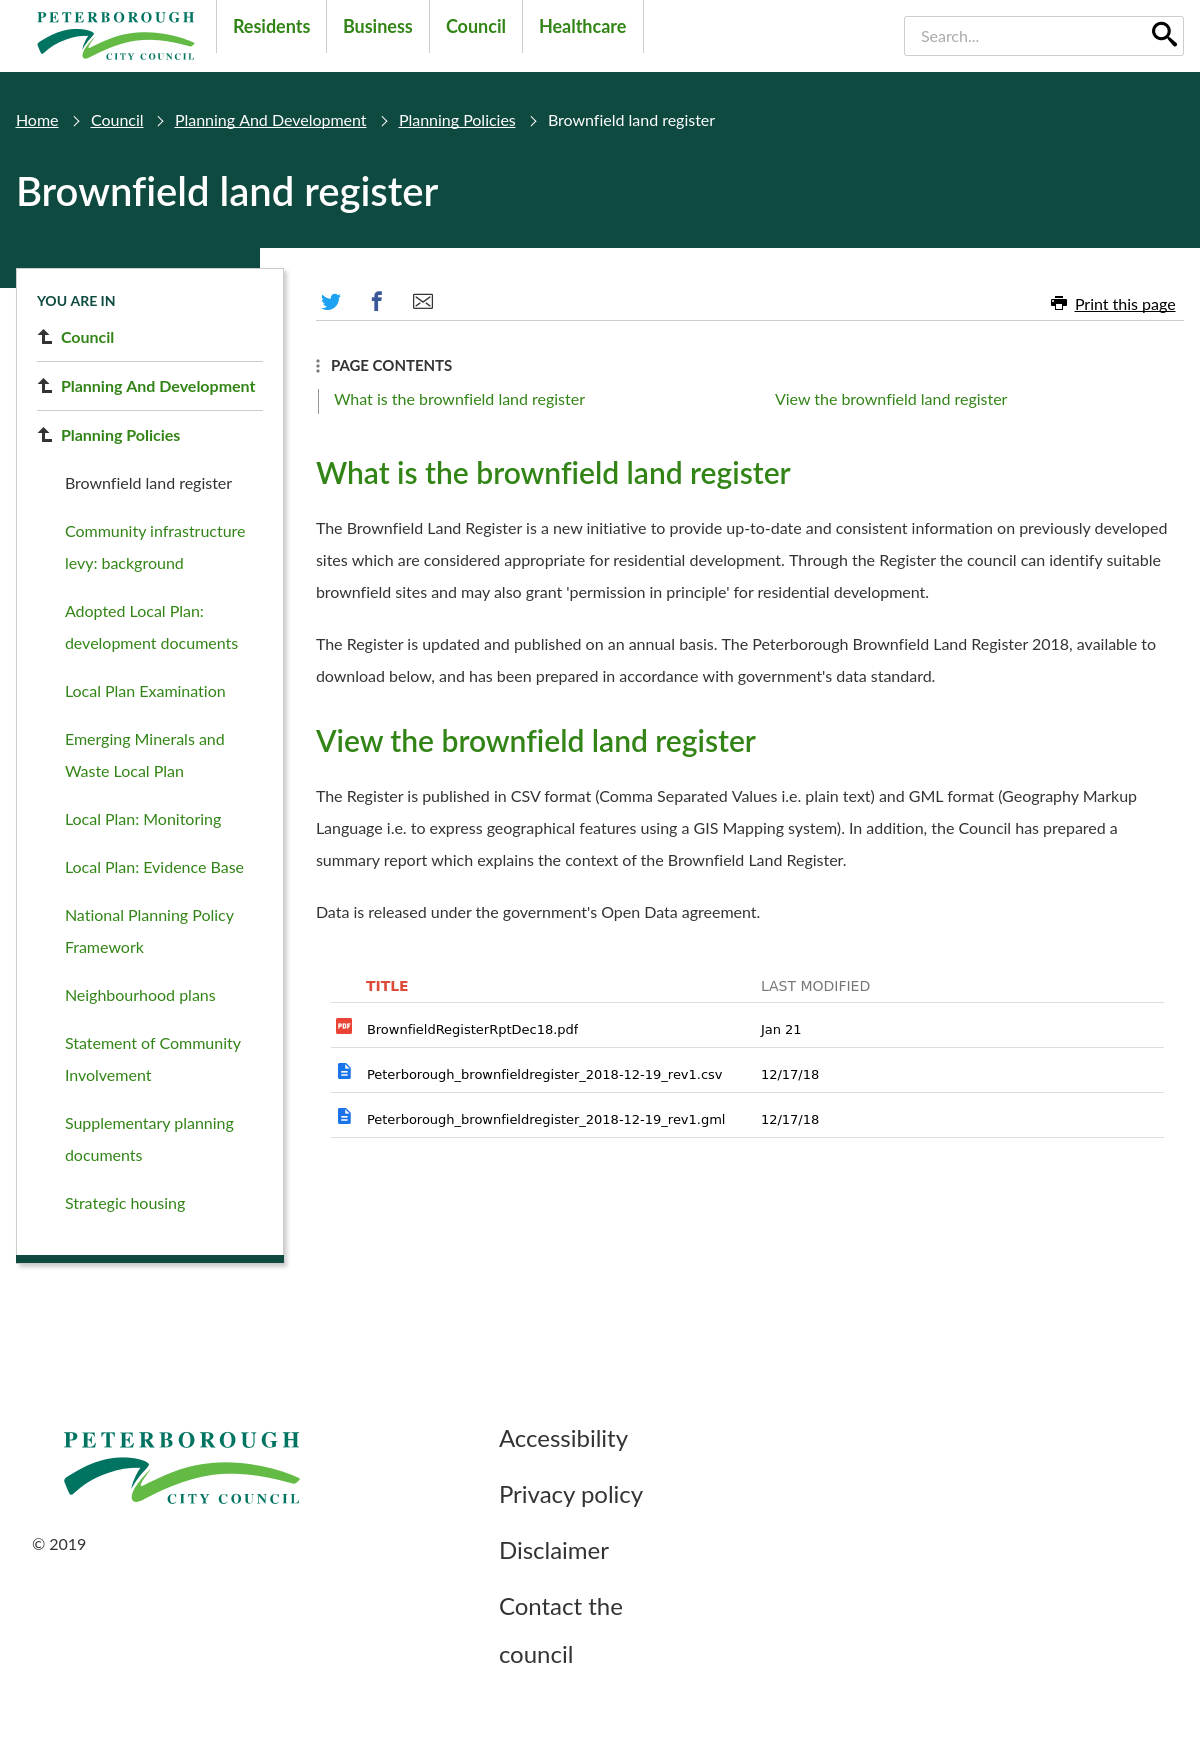 PETERBOROUGH
CITY COUNCIL
Residents
Business
Council
Healthcare
Search...
Home
Council
Planning And Development
Planning Policies
Brownfield land register
Brownfield land register
YOU ARE IN
Council
Planning And Development
Planning Policies
Brownfield land register
Community infrastructure
levy: background
Adopted Local Plan:
development documents
Local Plan Examination
Emerging Minerals and
Waste Local Plan
Local Plan: Monitoring
Local Plan: Evidence Base
National Planning Policy
Framework
Neighbourhood plans
Statement of Community
Involvement
Supplementary planning
documents
Strategic housing
Print this page
PAGE CONTENTS
What is the brownfield land register
View the brownfield land register
What is the brownfield land register
The Brownfield Land Register is a new initiative to provide up-to-date and consistent information on previously developed
sites which are considered appropriate for residential development. Through the Register the council can identify suitable
brownfield sites and may also grant 'permission in principle' for residential development.
The Register is updated and published on an annual basis. The Peterborough Brownfield Land Register 2018, available to
download below, and has been prepared in accordance with government's data standard.
View the brownfield land register
The Register is published in CSV format (Comma Separated Values i.e. plain text) and GML format (Geography Markup
Language i.e. to express geographical features using a GIS Mapping system). In addition, the Council has prepared a
summary report which explains the context of the Brownfield Land Register.
Data is released under the government's Open Data agreement.
TITLE LAST MODIFIED
PDF BrownfieldRegisterRptDec18.pdf Jan 21
Peterborough_brownfieldregister_2018-12-19_rev1.csv 12/17/18
Peterborough_brownfieldregister_2018-12-19_rev1.gml 12/17/18
PETERBOROUGH
CITY COUNCIL
© 2019
Accessibility
Privacy policy
Disclaimer
Contact the
council